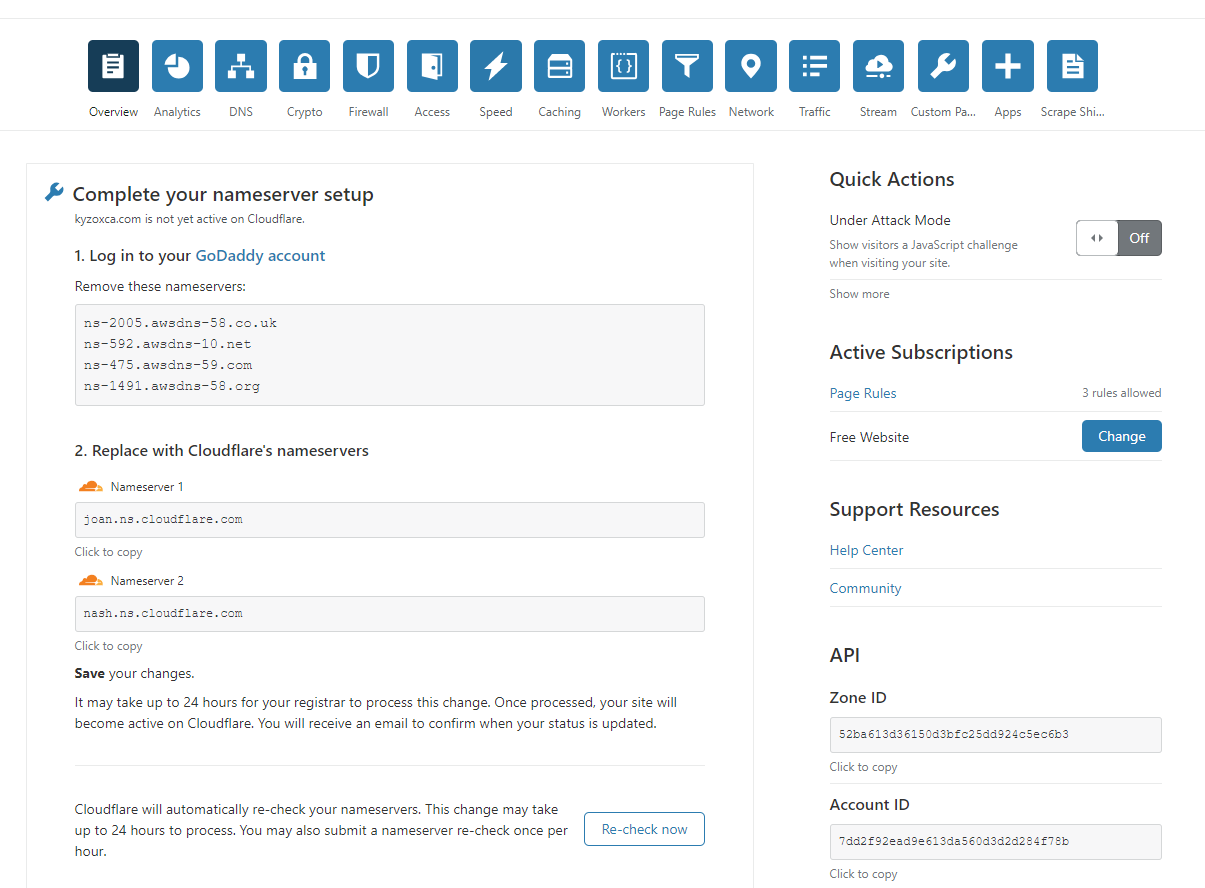 Overview Analytics DNS Crypto Firewall Access Speed Caching Workers Page Rules Network Traffic Stream Custom Pa... Apps Scrape Shi...
Complete your nameserver setup
kyzoxca.com is not yet active on Cloudflare.
1. Log in to your GoDaddy account
Remove these nameservers:
ns-2005.awsdns-58.co.uk
ns-592.awsdns-10.net
ns-475.awsdns-59.com
ns-1491.awsdns-58.org
2. Replace with Cloudflare's nameservers
Nameserver 1
joan.ns.cloudflare.com
Click to copy
Nameserver 2
nash.ns.cloudflare.com
Click to copy
Save your changes.
It may take up to 24 hours for your registrar to process this change. Once processed, your site will
become active on Cloudflare. You will receive an email to confirm when your status is updated.
Cloudflare will automatically re-check your nameservers. This change may take
up to 24 hours to process. You may also submit a nameserver re-check once per
hour.
Re-check now
Quick Actions
Under Attack Mode
Show visitors a JavaScript challenge
when visiting your site.
Off
Show more
Active Subscriptions
Page Rules 3 rules allowed
Free Website Change
Support Resources
Help Center
Community
API
Zone ID
52ba613d36150d3bfc25dd924c5ec6b3
Click to copy
Account ID
7dd2f92ead9e613da560d3d2d284f78b
Click to copy